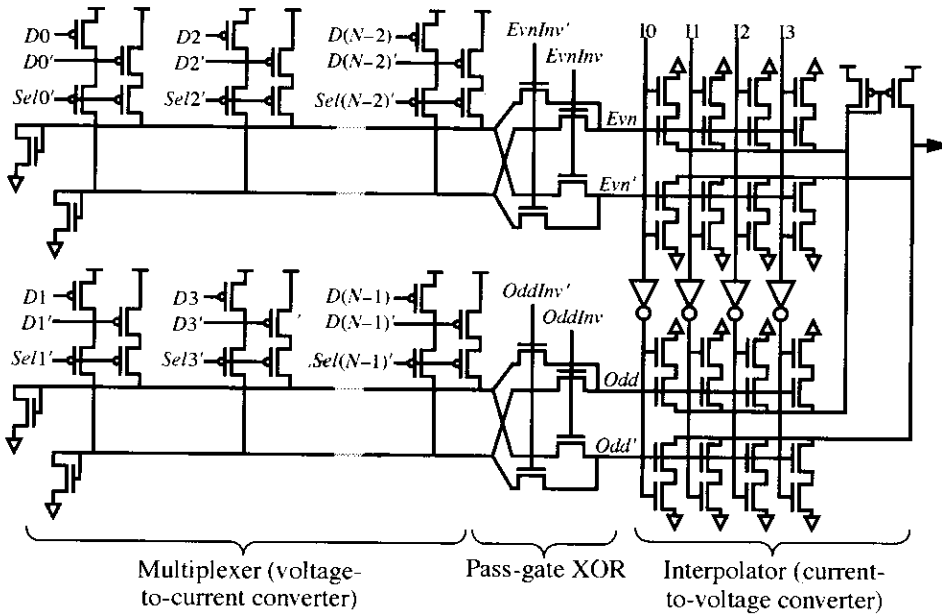 D0
D0'
Sel0'
D2
D2'
Sel2'
D(N-2)
D(N-2)'
Sel(N-2)'
EvnInv'
EvnInv
Evn
Evn'
I0
I1
I2
I3
D1
D1'
Sel1'
D3
D3'
Sel3'
D(N-1)
D(N-1)'
Sel(N-1)'
OddInv'
OddInv
Odd
Odd'
Multiplexer (voltage-
to-current converter)
Pass-gate XOR
Interpolator (current-
to-voltage converter)